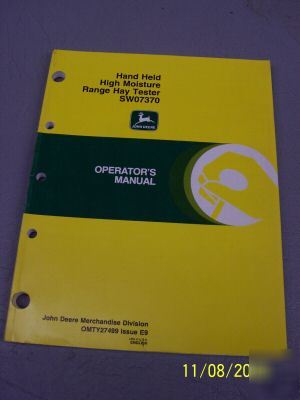 Hand Held
High Moisture
Range Hay Tester
SW07370
JOHN DEERE
OPERATOR'S
MANUAL
John Deere Merchandise Division
OMTY27499 Issue E9
ENGLISH
11/08/20